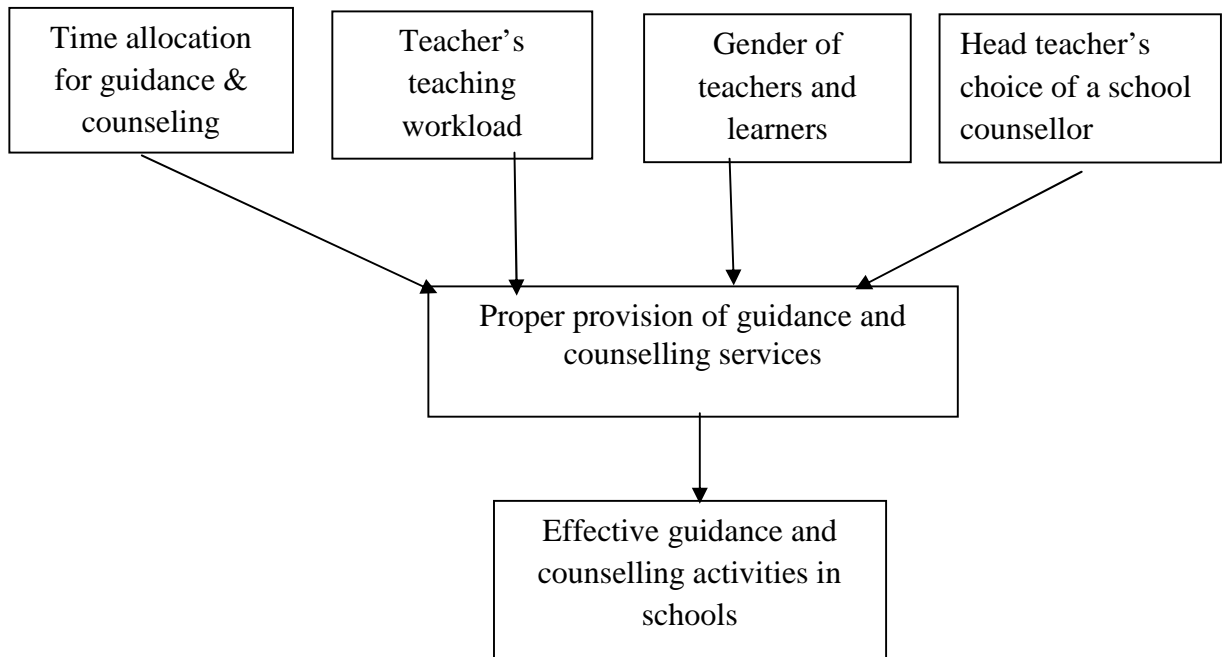 Time allocation
for guidance &
counseling
Teacher’s
teaching
workload
Gender of
teachers and
learners
Head teacher’s
choice of a school
counsellor
Proper provision of guidance and
counselling services
Effective guidance and
counselling activities in
schools